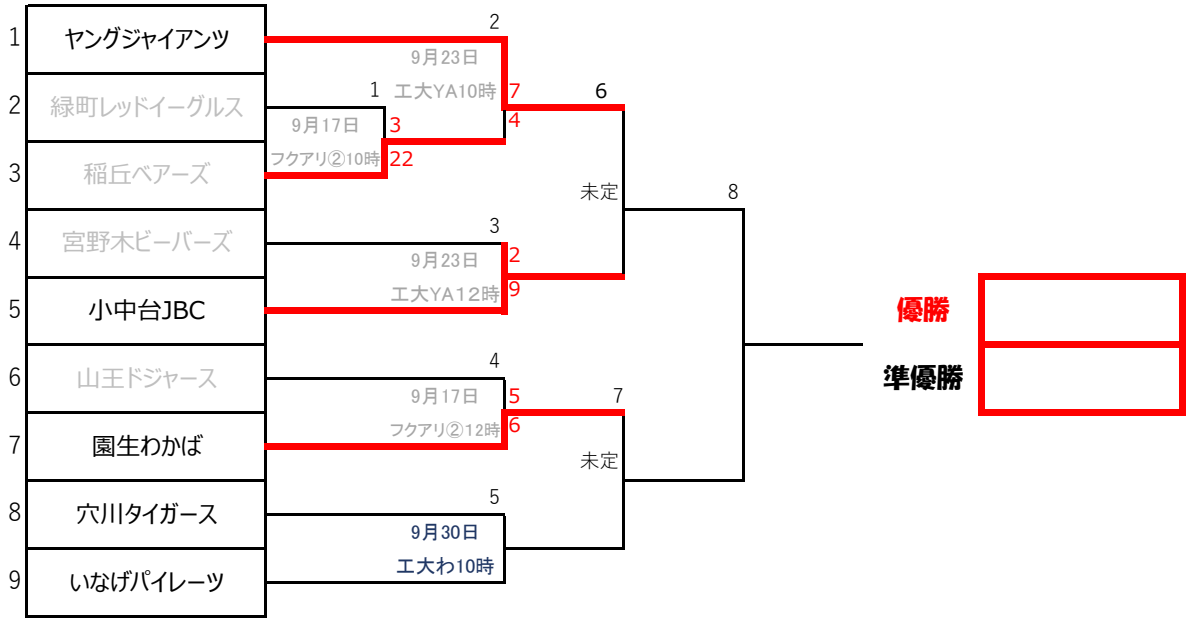 1 ヤングジャイアンツ
2 緑町レッドイーグルス
3 稲丘ベアーズ
4 宮野木ビーバーズ
5 小中台JBC
6 山王ドジャース
7 園生わかば
8 穴川タイガース
9 いなげパイレーツ
1
9月17日
フクアリ②10時
3
22
2
9月23日
工大YA10時
7
4
3
9月23日
工大YA12時
2
9
4
9月17日
フクアリ②12時
5
6
5
9月30日
工大わ10時
6
未定
7
未定
8
優勝
準優勝